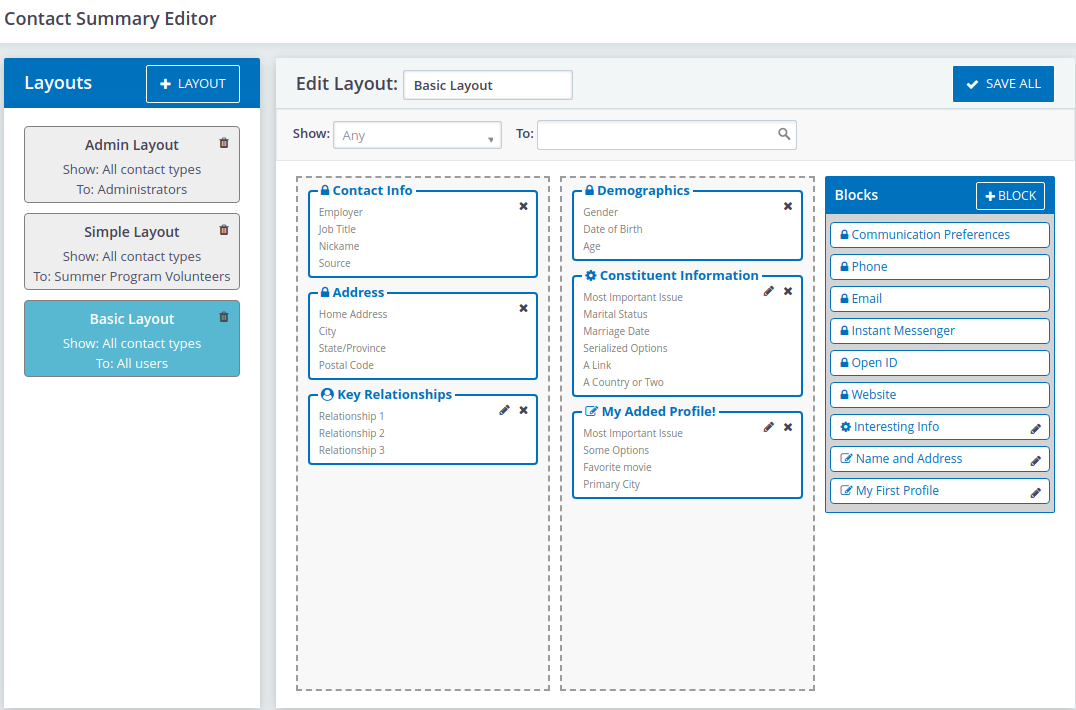 Contact Summary Editor
Layouts
LAYOUT
Admin Layout
Show: All contact types
To: Administrators
Simple Layout
Show: All contact types
To: Summer Program Volunteers
Basic Layout
Show: All contact types
To: All users
Edit Layout: Basic Layout
SAVE ALL
Show: Any
To:
Contact Info
Employer
Job Title
Nickame
Source
Address
Home Address
City
State/Province
Postal Code
Key Relationships
Relationship 1
Relationship 2
Relationship 3
Demographics
Gender
Date of Birth
Age
Constituent Information
Most Important Issue
Marital Status
Marriage Date
Serialized Options
A Link
A Country or Two
My Added Profile!
Most Important Issue
Some Options
Favorite movie
Primary City
Blocks
BLOCK
Communication Preferences
Phone
Email
Instant Messenger
Open ID
Website
Interesting Info
Name and Address
My First Profile